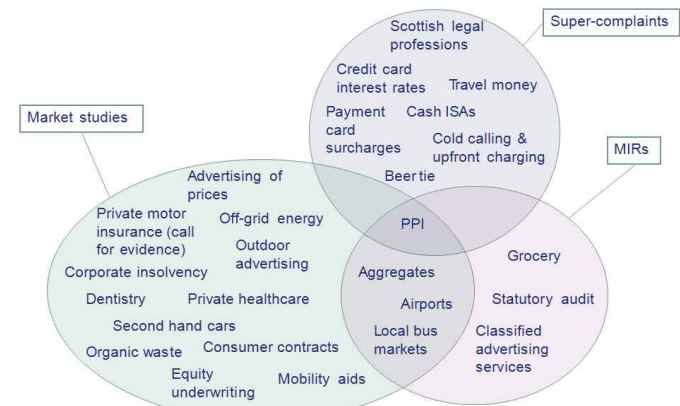 Scottish legal
professions
Super-complaints
Credit card
interest rates
Travel money
Payment
card
surcharges
Cash ISAs
Cold calling &
upfront charging
Beer tie
Market studies
MIRs
Advertising of
prices
Private motor
insurance (call
for evidence)
Off-grid energy
PPI
Outdoor
advertising
Grocery
Corporate insolvency
Aggregates
Dentistry
Private healthcare
Airports
Statutory audit
Second hand cars
Local bus
markets
Classified
advertising
services
Organic waste
Consumer contracts
Equity
underwriting
Mobility aids